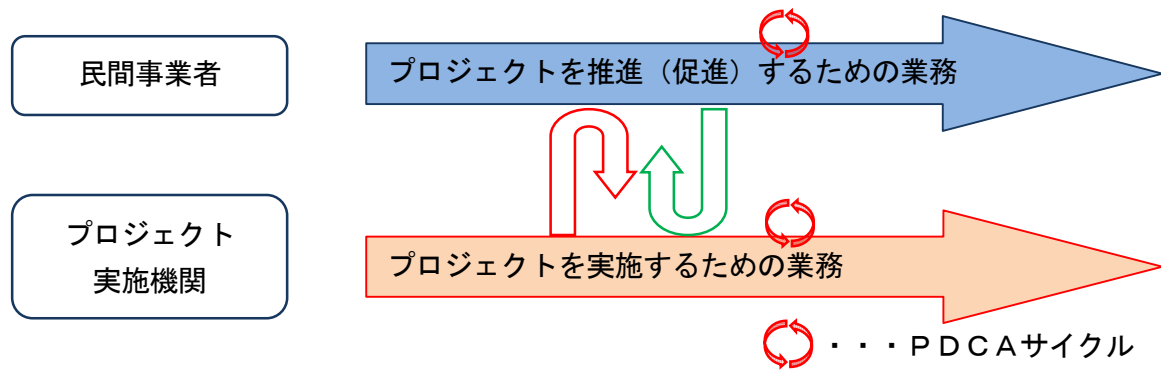 民間事業者
プロジェクトを推進（促進）するための業務
プロジェクト
実施機関
プロジェクトを実施するための業務
・・・ＰＤＣＡサイクル